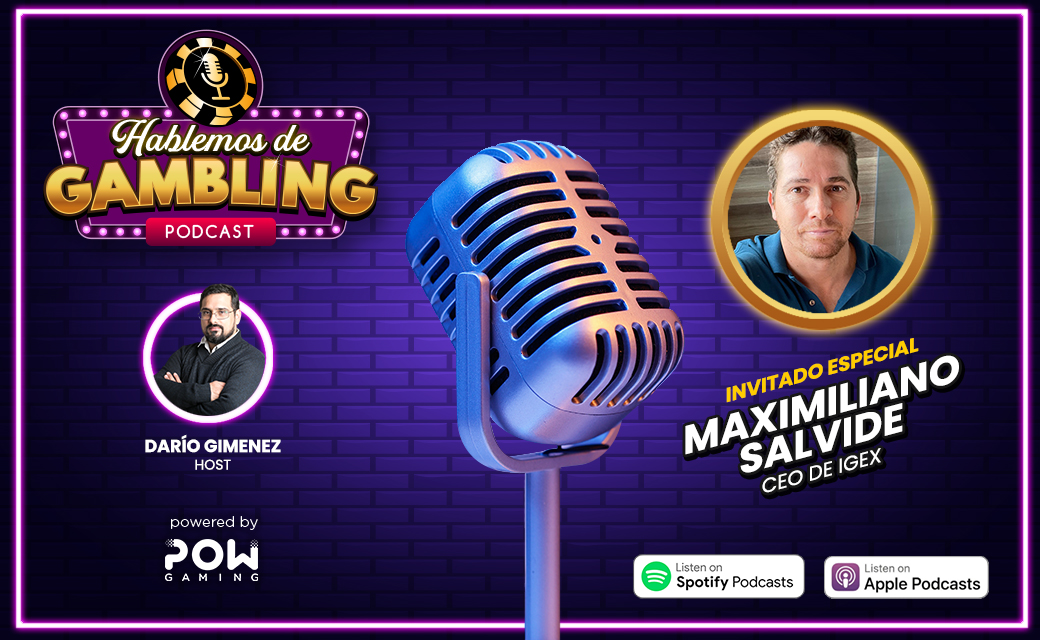 Hablemos de
GAMBLING
PODCAST
DARÍO GIMENEZ
HOST
powered by
POW
GAMING
INVITADO ESPECIAL
MAXIMILIANO
SALVIDE
CEO DE IGEX
Listen on
Spotify Podcasts
Listen on
Apple Podcasts